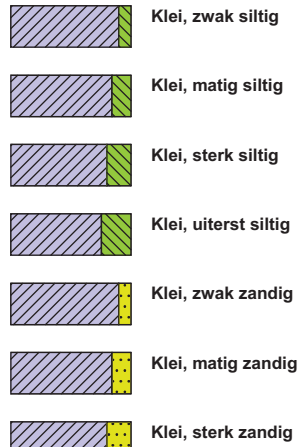 Klei, zwak siltig
Klei, matig siltig
Klei, sterk siltig
Klei, uiterst siltig
Klei, zwak zandig
Klei, matig zandig
Klei, sterk zandig